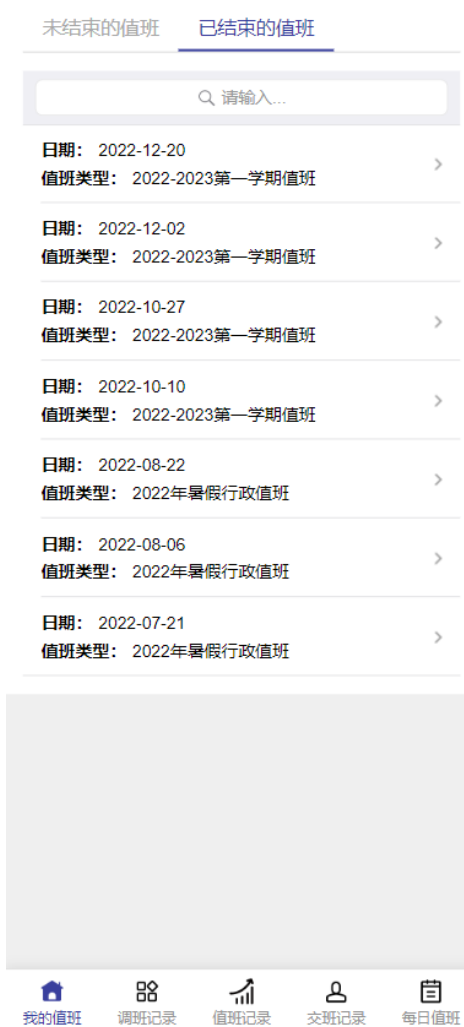 未结束的值班 已结束的值班
请输入...
日期： 2022-12-20
值班类型： 2022-2023第一学期值班
日期： 2022-12-02
值班类型： 2022-2023第一学期值班
日期： 2022-10-27
值班类型： 2022-2023第一学期值班
日期： 2022-10-10
值班类型： 2022-2023第一学期值班
日期： 2022-08-22
值班类型： 2022年暑假行政值班
日期： 2022-08-06
值班类型： 2022年暑假行政值班
日期： 2022-07-21
值班类型： 2022年暑假行政值班
我的值班 调班记录 值班记录 交班记录 每日值班